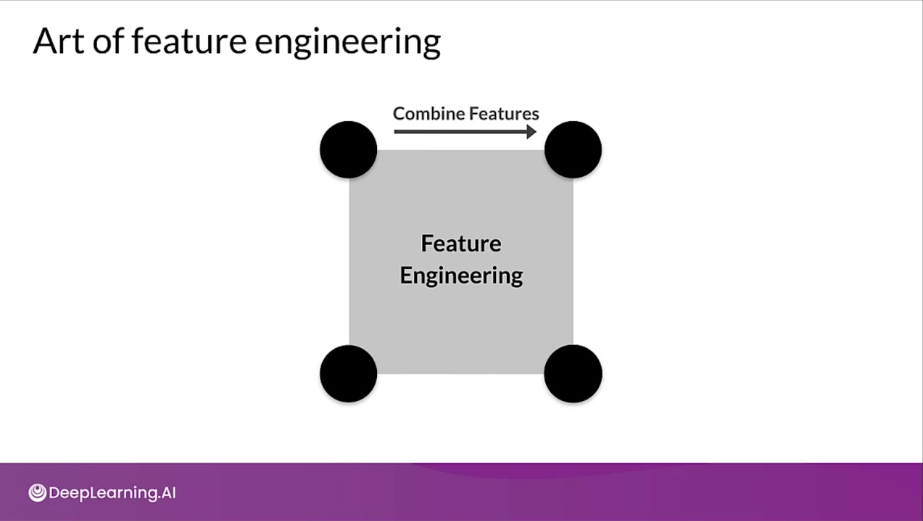 Art of feature engineering
Combine Features
Feature
Engineering
DeepLearning.AI